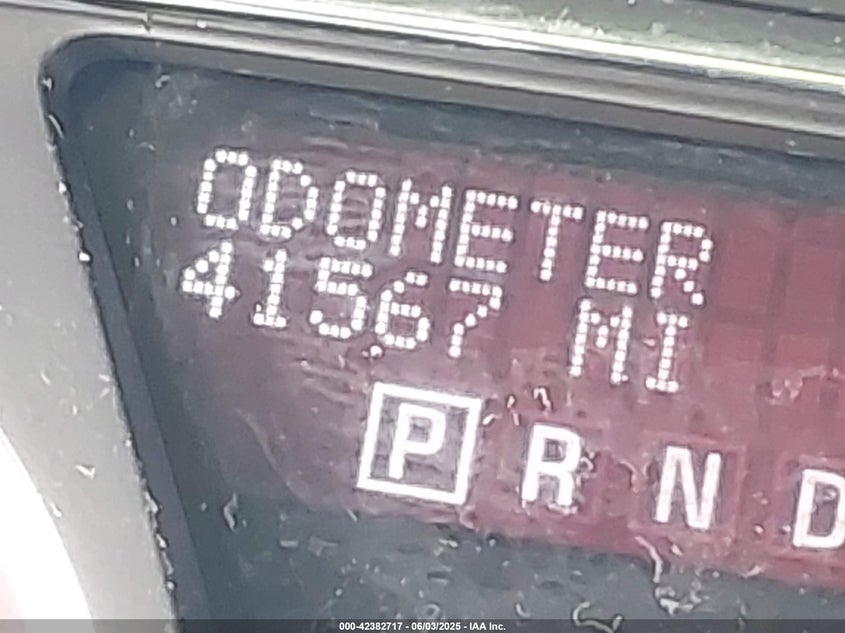 ODOMETER
41567 MI
P R N D
000-42382717 - 06/03/2025 - IAA Inc.